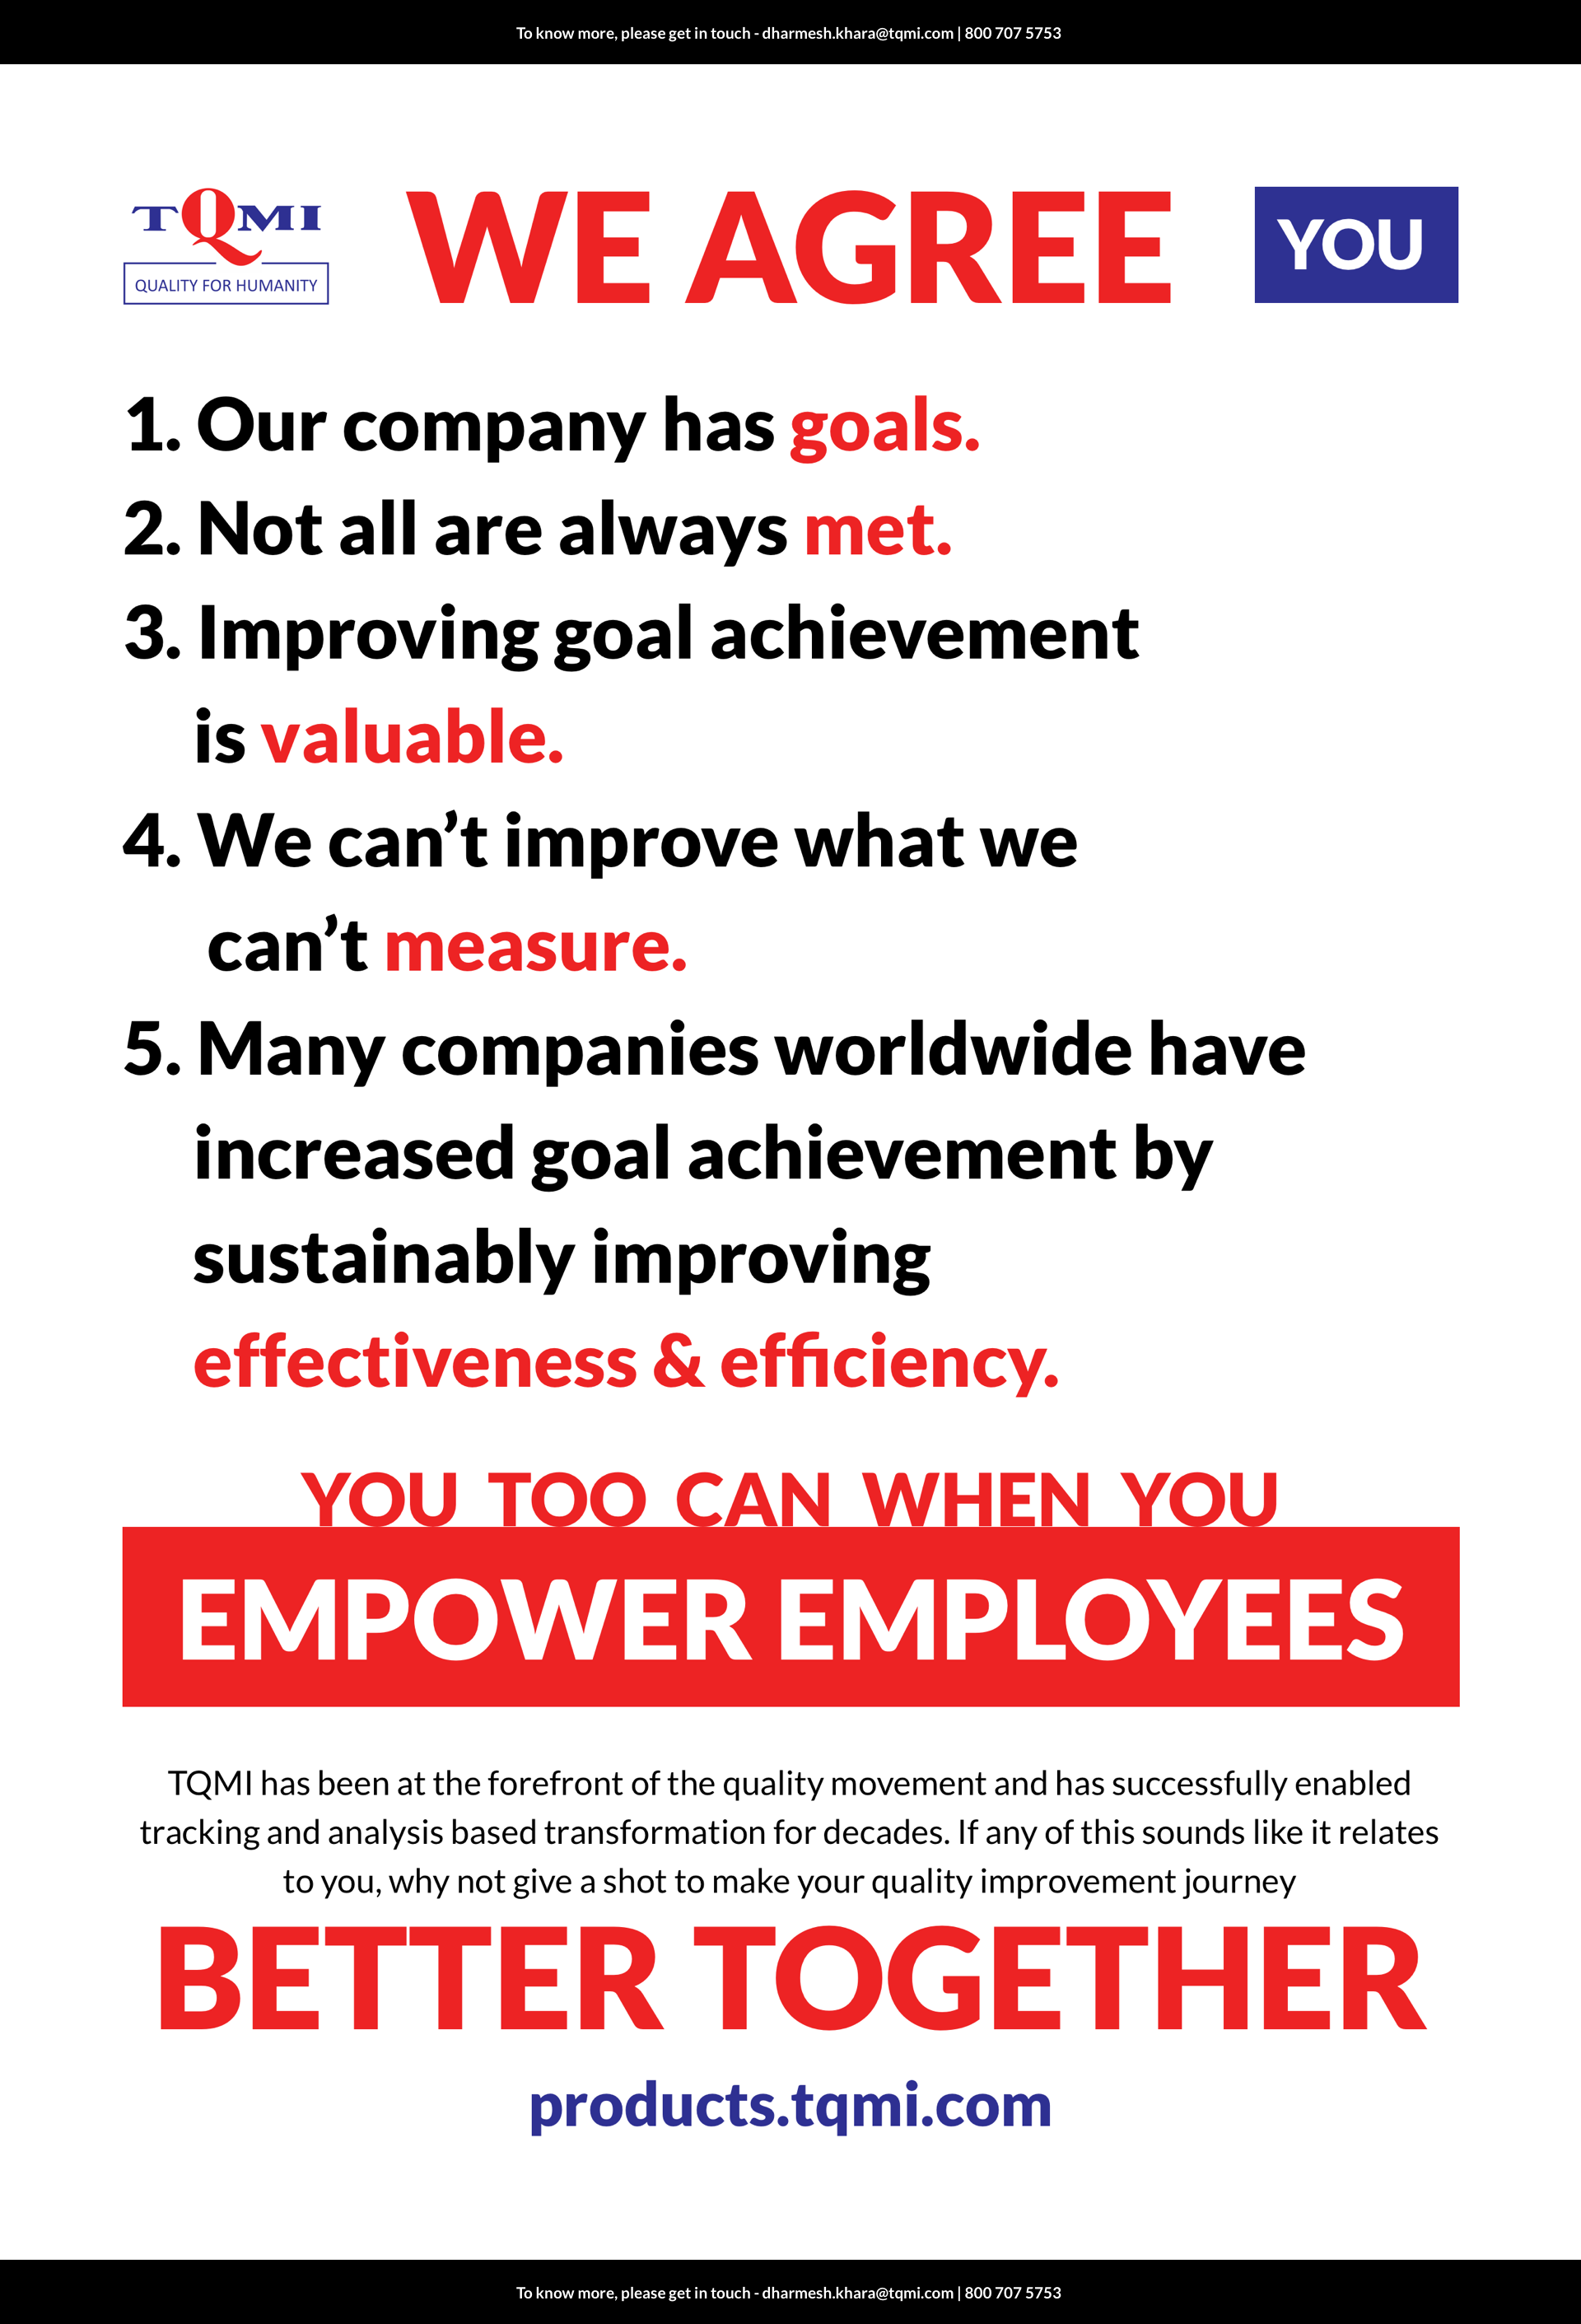 To know more, please get in touch - dharmesh.khara@tqmi.com | 800 707 5753
TQMI
QUALITY FOR HUMANITY
WE AGREE
YOU
1. Our company has goals.
2. Not all are always met.
3. Improving goal achievement
is valuable.
4. We can’t improve what we
can’t measure.
5. Many companies worldwide have
increased goal achievement by
sustainably improving
effectiveness & efficiency.
YOU TOO CAN WHEN YOU
EMPOWER EMPLOYEES
TQMI has been at the forefront of the quality movement and has successfully enabled
tracking and analysis based transformation for decades. If any of this sounds like it relates
to you, why not give a shot to make your quality improvement journey
BETTER TOGETHER
products.tqmi.com
To know more, please get in touch - dharmesh.khara@tqmi.com | 800 707 5753